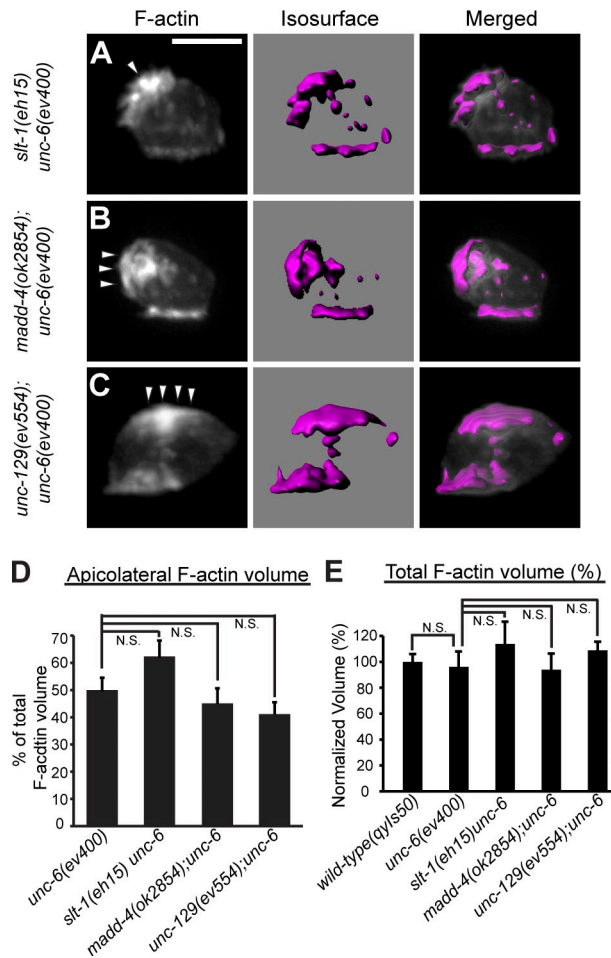 F-actin Isosurface Merged
A
slt-1(eh15)
unc-6(ev400)
B
madd-4(ok2854);
unc-6(ev400)
C
unc-129(ev554);
unc-6(ev400)
D Apicolateral F-actin volume
% of total
F-acdtin volume
70
60
50
40
30
20
10
0
N.S.
N.S.
N.S.
unc-6(ev400)
slt-1(eh15) unc-6
madd-4(ok2854);unc-6
unc-129(ev554);unc-6
E Total F-actin volume (%)
Normalized Volume (%)
140
120
100
80
60
40
20
0
N.S.
N.S.
N.S.
N.S.
wild-type(qyIs50)
unc-6(ev400)
slt-1(eh15)unc-6
madd-4(ok2854);unc-6
unc-129(ev554);unc-6